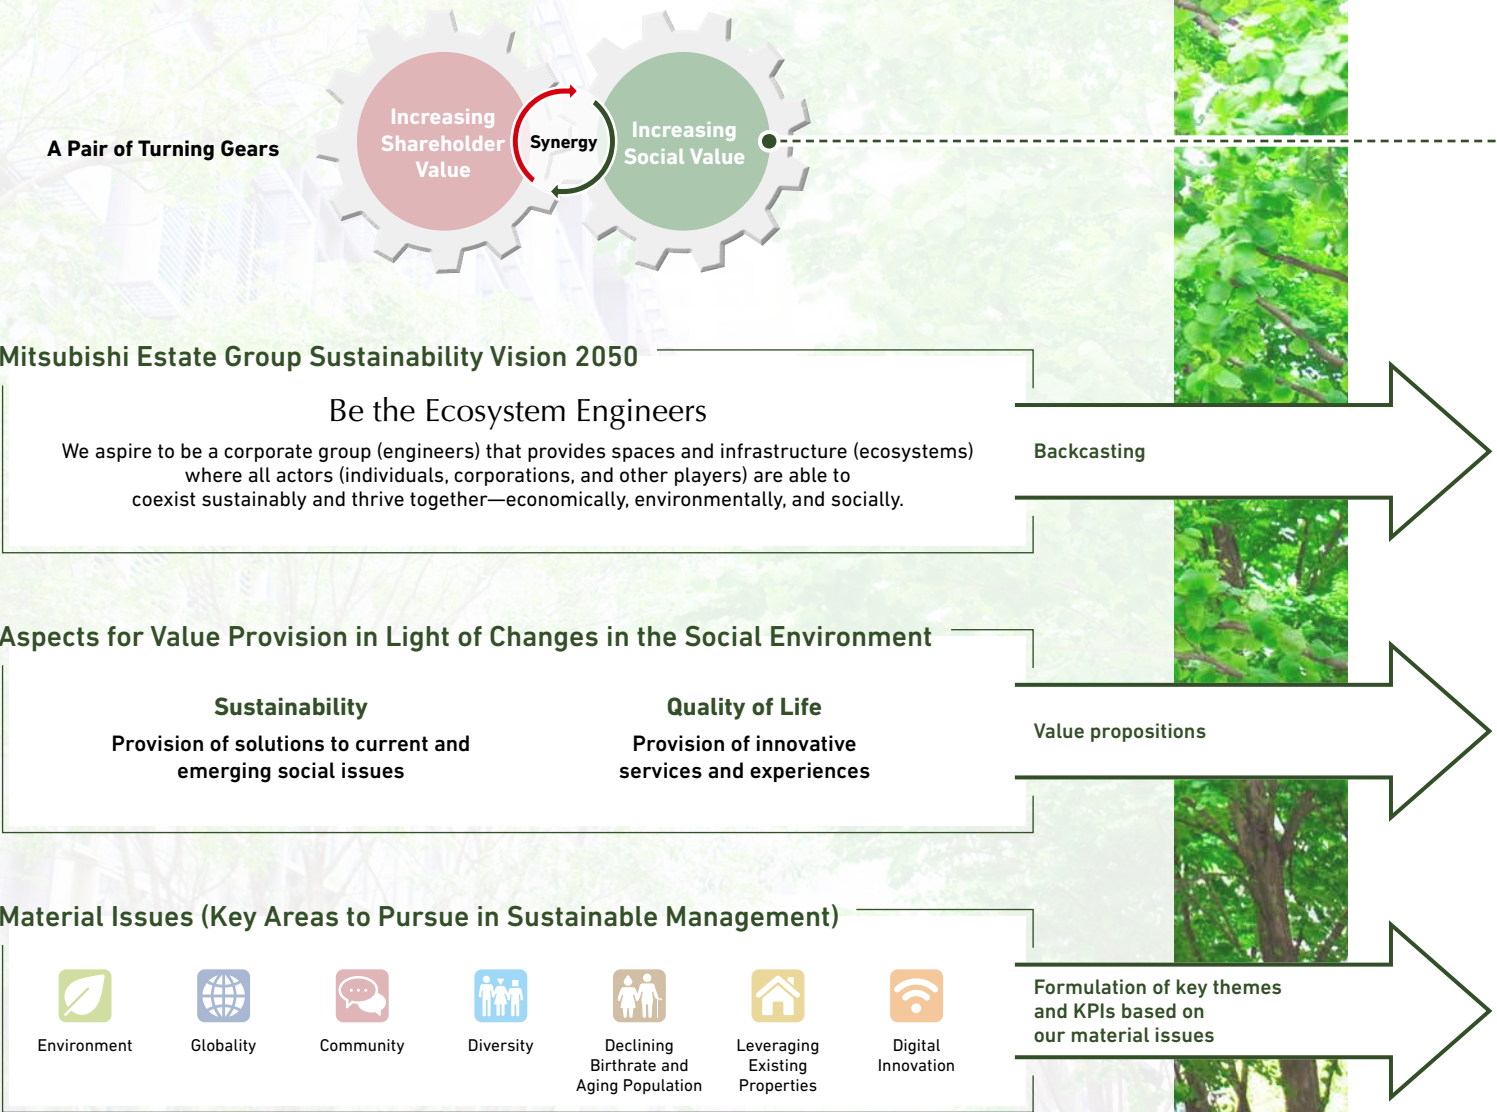 A Pair of Turning Gears
Increasing
Shareholder
Value
Synergy
Increasing
Social Value
Mitsubishi Estate Group Sustainability Vision 2050
Be the Ecosystem Engineers
We aspire to be a corporate group (engineers) that provides spaces and infrastructure (ecosystems)
where all actors (individuals, corporations, and other players) are able to
coexist sustainably and thrive together—economically, environmentally, and socially.
Backcasting
Aspects for Value Provision in Light of Changes in the Social Environment
Sustainability
Provision of solutions to current and
emerging social issues
Quality of Life
Provision of innovative
services and experiences
Value propositions
Material Issues (Key Areas to Pursue in Sustainable Management)
Environment
Globality
Community
Diversity
Declining
Birthrate and
Aging Population
Leveraging
Existing
Properties
Digital
Innovation
Formulation of key themes
and KPIs based on
our material issues